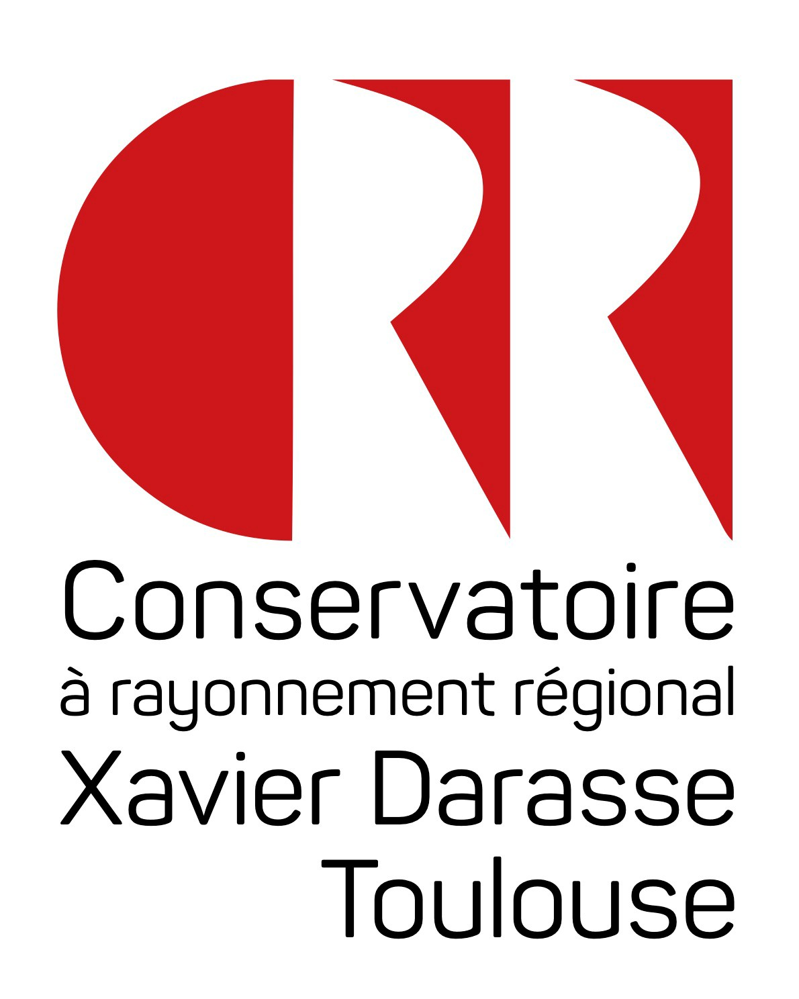 CRR
Conservatoire
à rayonnement régional
Xavier Darasse
Toulouse